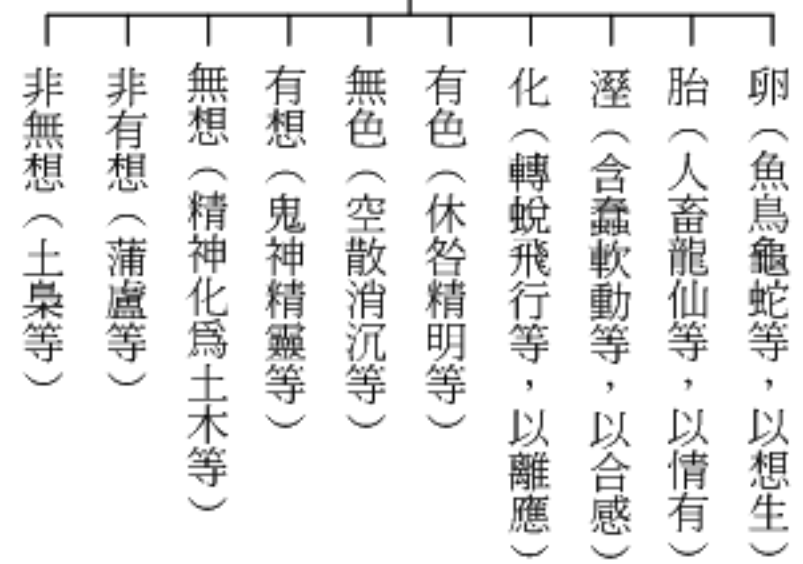 卵（魚鳥龜蛇等，以想生）
胎（人畜龍仙等，以情有）
溼（含蠢軟動等，以合感）
化（轉蛻飛行等，以離應）
有色（休咎精明等）
無色（空散消沉等）
有想（鬼神精靈等）
無想（精神化爲土木等）
非有想（蒲盧等）
非無想（土梟等）